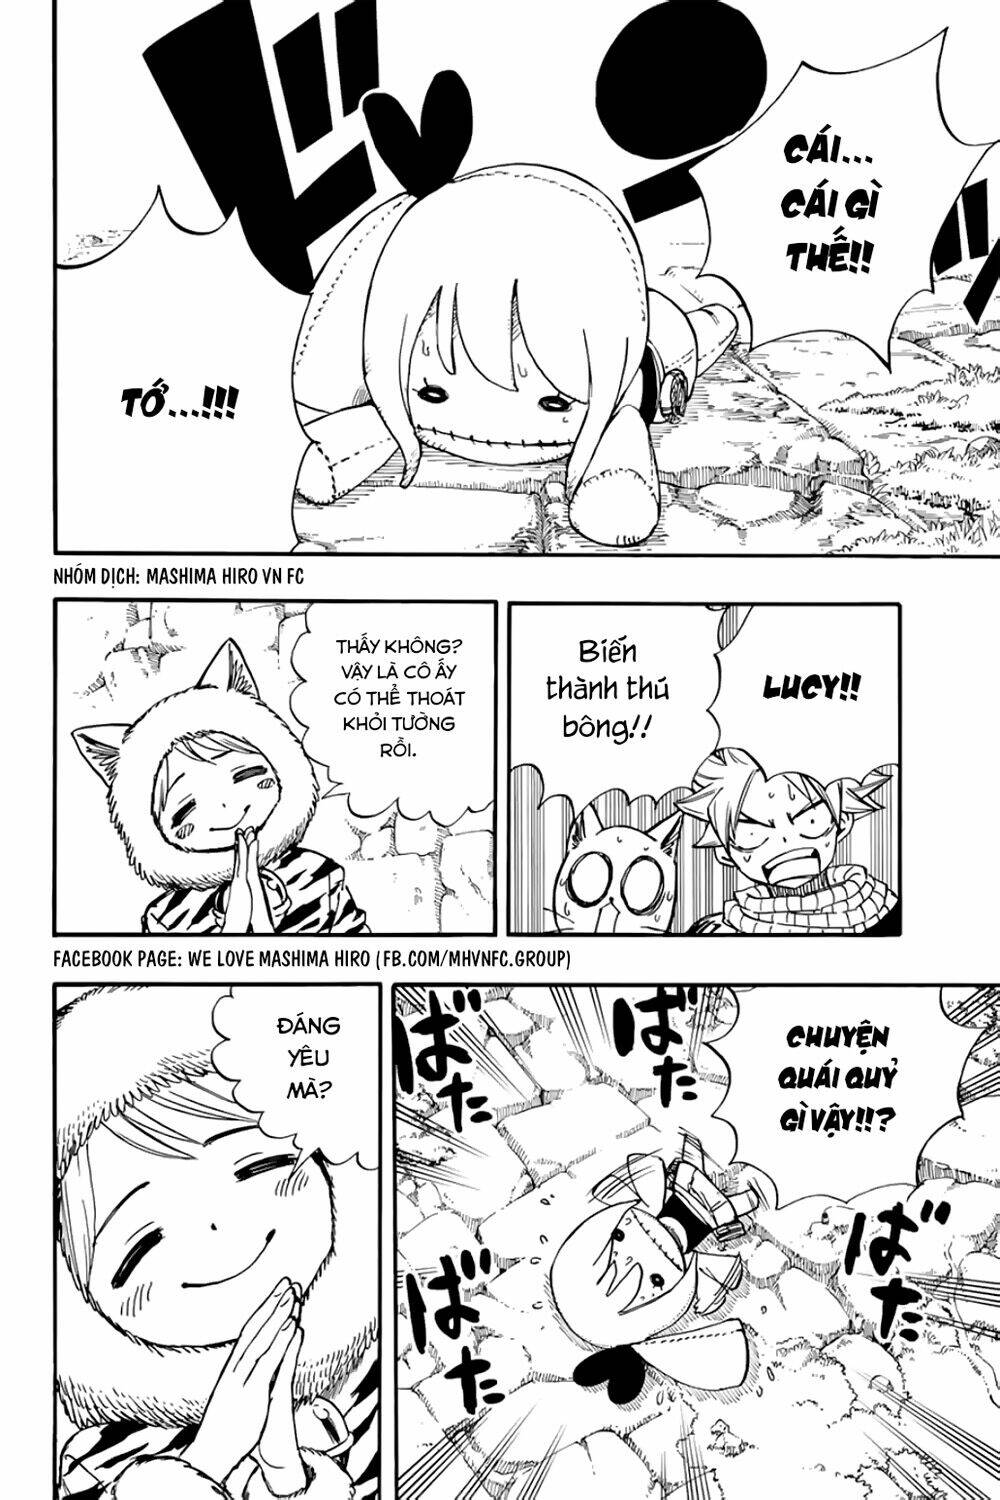 CÁI...
CÁI GÌ
THẾ!!
TỚ...!!!
NHÓM DỊCH: MASHIMA HIRO VN FC
LUCY!!
Biến
thành thú
bông!!
THẤY KHÔNG?
VẬY LÀ CÔ ẤY
CÓ THỂ THOÁT
KHỎI TƯỜNG
RỒI.
FACEBOOK PAGE: WE LOVE MASHIMA HIRO (FB.COM/MHVNFC.GROUP)
CHUYỆN
QUÁI QUỶ
GÌ VẬY!!?
ばた
ばた
ばた
ばた
ĐÁNG
YÊU
MÀ?